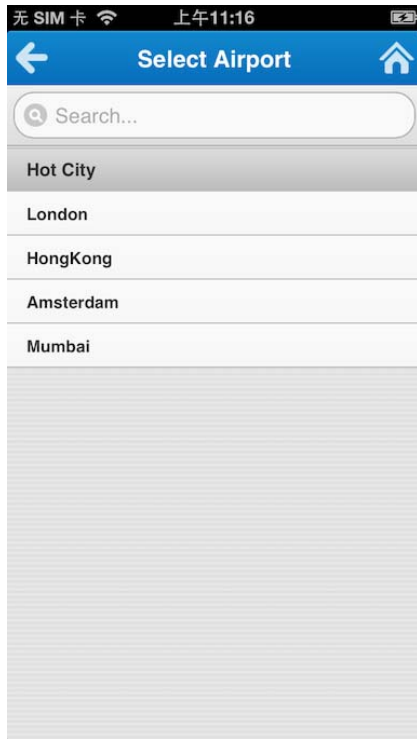 无 SIM 卡 上午11:16
Select Airport
Search...
Hot City
London
HongKong
Amsterdam
Mumbai